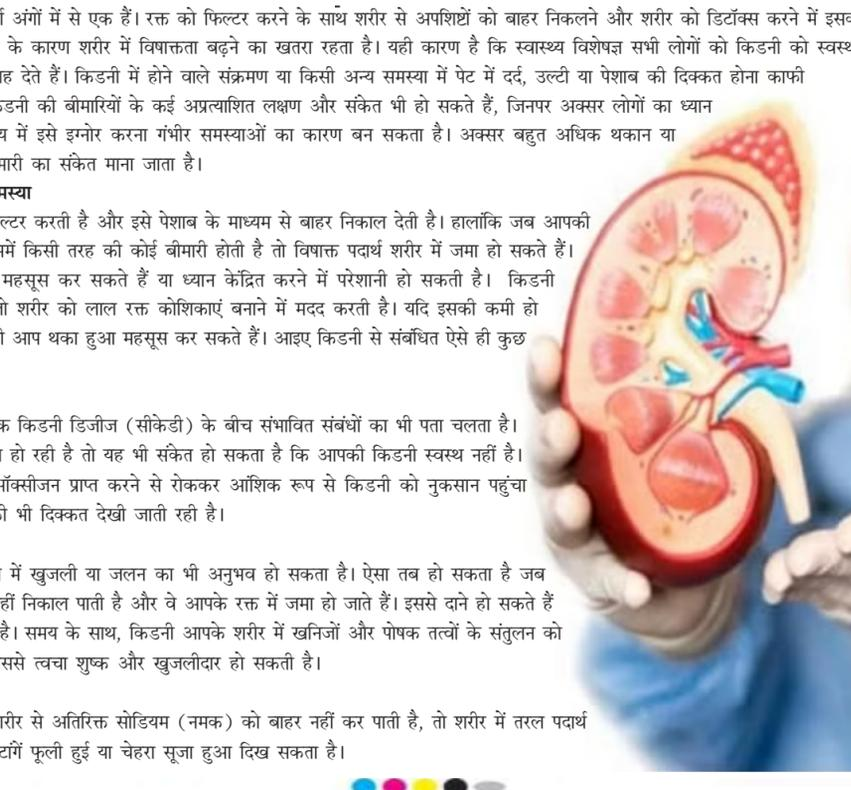 अंगों में से एक हैं। रक्त को फिल्टर करने के साथ शरीर से अपशिष्टों को बाहर निकलने और शरीर को डिटॉक्स करने में
के कारण शरीर में विषाक्तता बढ़ने का खतरा रहता है। यही कारण है कि स्वास्थ्य विशेषज्ञ सभी लोगों को किडनी को
देते हैं। किडनी में होने वाले संक्रमण या किसी अन्य समस्या में पेट में दर्द, उल्टी या पेशाब की दिक्कत होना काफी
की बीमारियों के कई अप्रत्याशित लक्षण और संकेत भी हो सकते हैं, जिनपर अक्सर लोगों का ध्यान
में इसे इग्नोर करना गंभीर समस्याओं का कारण बन सकता है। अक्सर बहुत अधिक थकान या
का संकेत माना जाता है।
करती है और इसे पेशाब के माध्यम से बाहर निकाल देती है। हालांकि जब आपकी
किसी तरह की कोई बीमारी होती है तो विषाक्त पदार्थ शरीर में जमा हो सकते हैं।
महसूस कर सकते हैं या ध्यान केंद्रित करने में परेशानी हो सकती है। किडनी
शरीर को लाल रक्त कोशिकाएं बनाने में मदद करती है। यदि इसकी कमी हो
आप थका हुआ महसूस कर सकते हैं। आइए किडनी से संबंधित ऐसे ही कुछ
किडनी डिजीज (सीकेडी) के बीच संभावित संबंधों का भी पता चलता है।
हो रही है तो यह भी संकेत हो सकता है कि आपकी किडनी स्वस्थ नहीं है।
प्राप्त करने से रोककर आंशिक रूप से किडनी को नुकसान पहुंचा
भी दिक्कत देखी जाती रही है।
में खुजली या जलन का भी अनुभव हो सकता है। ऐसा तब हो सकता है जब
निकाल पाती है और वे आपके रक्त में जमा हो जाते हैं। इससे दाने हो सकते हैं
है। समय के साथ, किडनी आपके शरीर में खनिजों और पोषक तत्वों के संतुलन को
त्वचा शुष्क और खुजलीदार हो सकती है।
से अतिरिक्त सोडियम (नमक) को बाहर नहीं कर पाती है, तो शरीर में तरल पदार्थ
टांगें फूली हुई या चेहरा सूजा हुआ दिख सकता है।